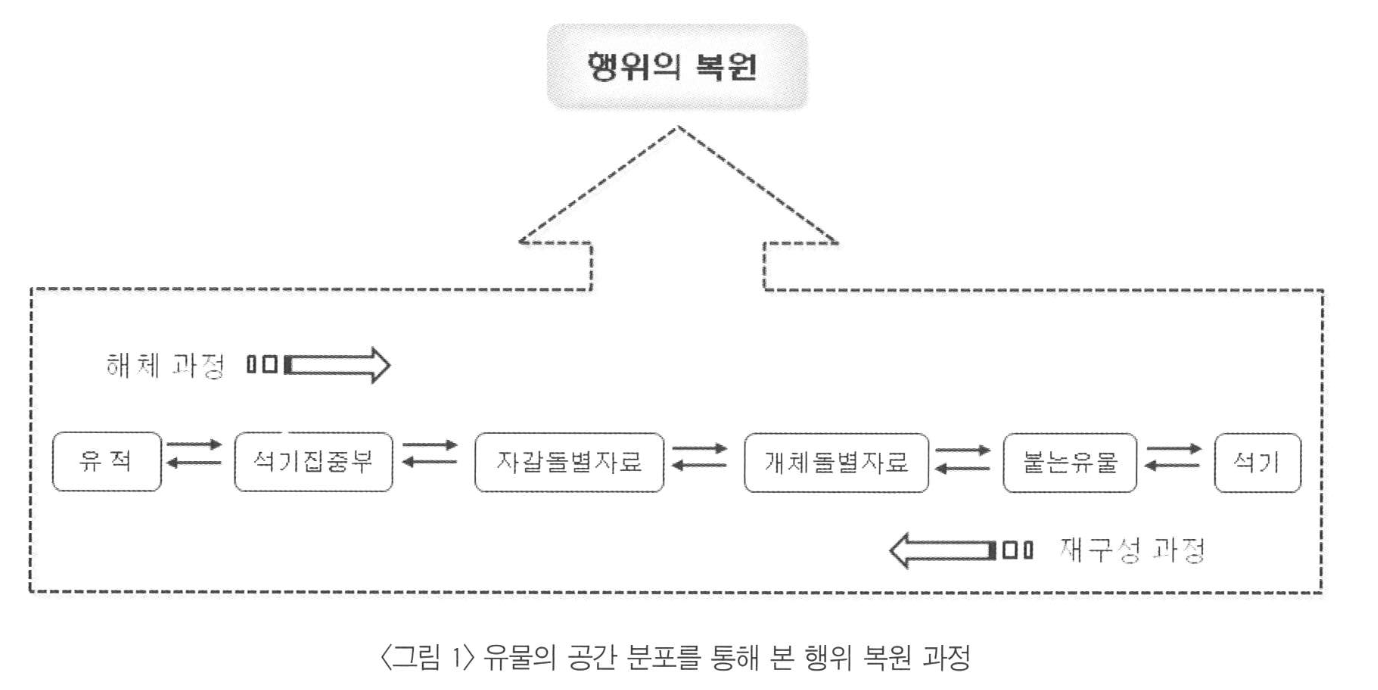 행위의 복원
해체 과정
유 적 석기집중부 자갈돌별자료 개체돌별자료 붙는유물 석기
재구성 과정
〈그림 1〉 유물의 공간 분포를 통해 본 행위 복원 과정